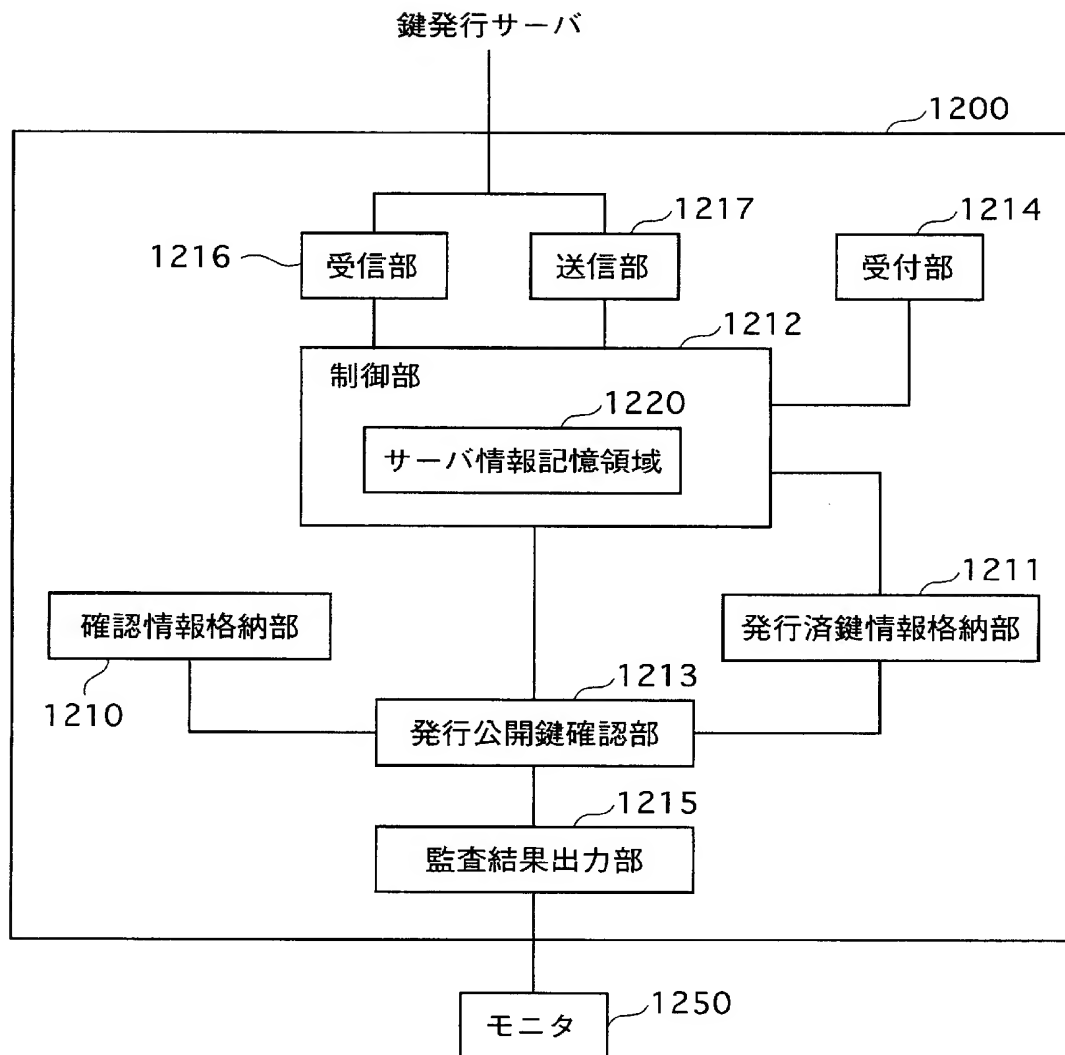 鍵発行サーバ
1200
1217
1214
1216
受信部
送信部
受付部
1212
制御部
1220
サーバ情報記憶領域
1211
確認情報格納部
発行済鍵情報格納部
1210
1213
発行公開鍵確認部
1215
監査結果出力部
1250
モニタ